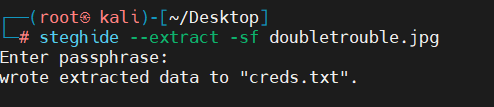 ┌──(root㉿ kali)-[~/Desktop]
└─# steghide --extract -sf doubletrouble.jpg
Enter passphrase:
wrote extracted data to "creds.txt".